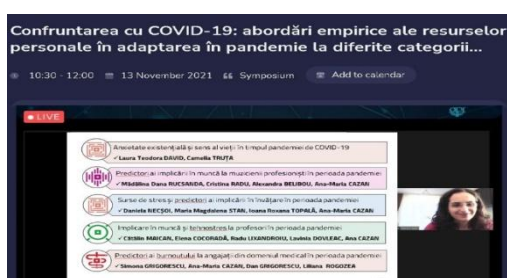 Confruntarea cu COVID-19: abordări empirice ale resurselor
personale în adaptarea în pandemie la diferite categorii...
10:30 - 12:00 13 November 2021 Symposium Add to calendar
LIVE
Anxietate existențială și sens al vieții în timpul pandemiei de COVID-19
✓ Laura Teodora DAVID, Camelia TRUȚA
Predictori ai implicării în muncă la muzicieni profesioniști în perioada pandemiei
✓ Mădălina Dana RUCSANDA, Cristina RADU, Alexandra BELIBOU, Ana-Maria CAZAN
Surse de stres și predictori ai implicării în învățare în perioada pandemiei
✓ Daniela NECȘOI, Maria Magdalena STAN, Ioana Roxana TOPALĂ, Ana-Maria CAZAN
Implicare în muncă și tehnostres la profesori în perioada pandemiei
✓ Cătălin MAICAN, Elena COCORADĂ, Radu LIXANDROIU, Lavinia DOVLEAC, Ana CAZAN
Predictori ai burnoutului la angajații din domeniul medical în perioada pandemiei
✓ Simona GRIGORESCU, Ana-Maria CAZAN, Dan GRIGORESCU, Liliana ROGOZEA